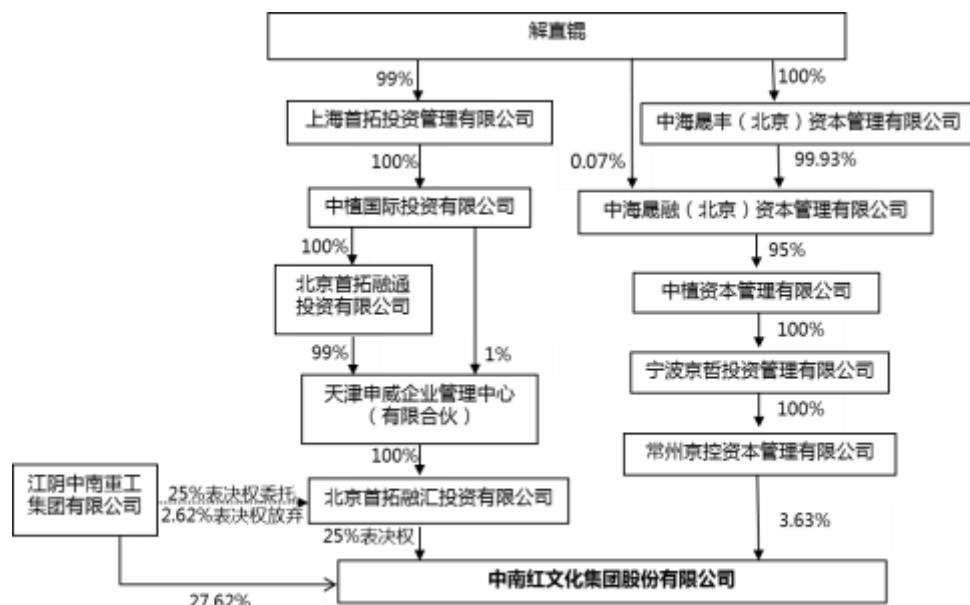 解直锟
99%
100%
上海首拓投资管理有限公司
中海晟丰（北京）资本管理有限公司
100%
0.07%
99.93%
中植国际投资有限公司
中海晟融（北京）资本管理有限公司
100%
95%
北京首拓融通
投资有限公司
中植资本管理有限公司
99%
1%
100%
天津申威企业管理中心
（有限合伙）
宁波京哲投资管理有限公司
100%
100%
常州京控资本管理有限公司
江阴中南重工
集团有限公司
25%表决权委托
2.62%表决权放弃
北京首拓融汇投资有限公司
25%表决权
3.63%
中南红文化集团股份有限公司
27.62%